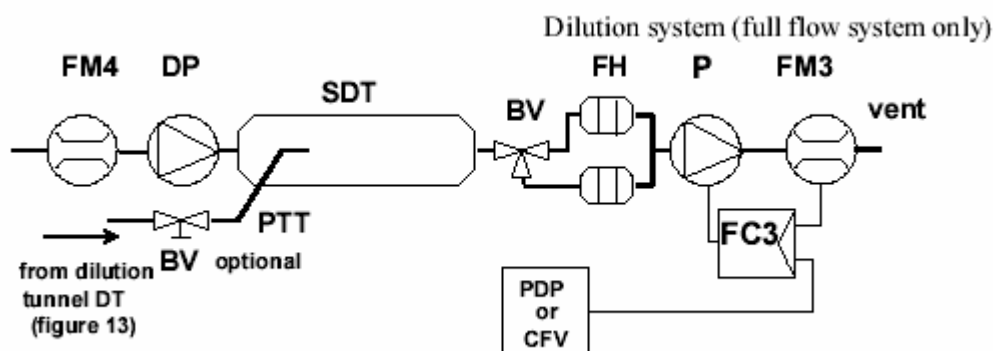 Dilution system (full flow system only)
FM4
DP
SDT
BV
FH
P
FM3
vent
PTT
FC3
from dilution
tunnel DT
(figure 13)
BV optional
PDP
or
CFV